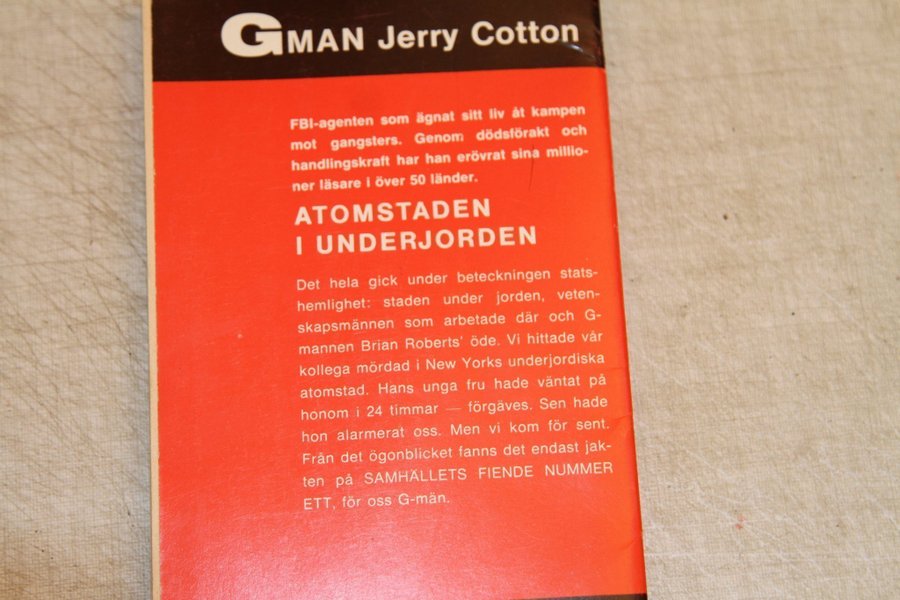 GMAN Jerry Cotton
FBI-agenten som ägnat sitt liv åt kampen
mot gangsters. Genom dödsförakt och
handlingskraft har han erövrat sina millio-
ner läsare i över 50 länder.
ATOMSTADEN
I UNDERJORDEN
Det hela gick under beteckningen stats-
hemlighet: staden under jorden, veten-
skapsmännen som arbetade där och G-
mannen Brian Roberts' öde. Vi hittade vår
kollega mördad i New Yorks underjordiska
atomstad. Hans unga fru hade väntat på
honom i 24 timmar — förgäves. Sen hade
hon alarmerat oss. Men vi kom för sent.
Från det ögonblicket fanns det endast jak-
ten på SAMHÄLLETS FIENDE NUMMER
ETT, för oss G-män.